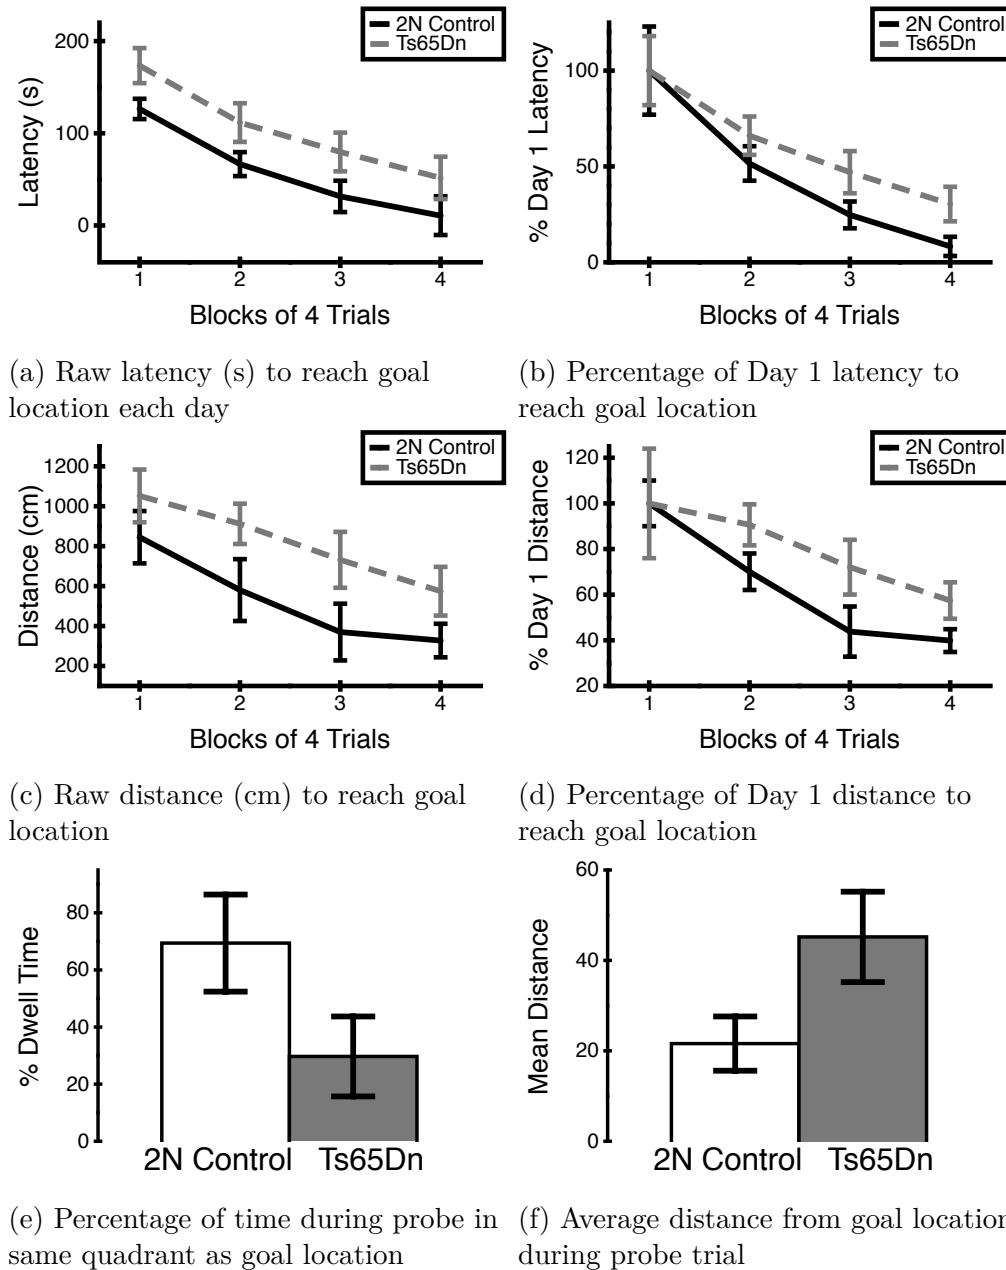 2N Control
Ts65Dn
200
100
0
Latency (s)
1 2 3 4
Blocks of 4 Trials
2N Control
Ts65Dn
100
50
0
% Day 1 Latency
1 2 3 4
Blocks of 4 Trials
(a) Raw latency (s) to reach goal
location each day
(b) Percentage of Day 1 latency to
reach goal location
2N Control
Ts65Dn
1200
1000
800
600
400
200
Distance (cm)
1 2 3 4
Blocks of 4 Trials
2N Control
Ts65Dn
120
100
80
60
40
20
% Day 1 Distance
1 2 3 4
Blocks of 4 Trials
(c) Raw distance (cm) to reach goal
location
(d) Percentage of Day 1 distance to
reach goal location
80
60
40
20
0
% Dwell Time
2N Control Ts65Dn
60
40
20
0
Mean Distance
2N Control Ts65Dn
(e) Percentage of time during probe in
same quadrant as goal location
(f) Average distance from goal location
during probe trial